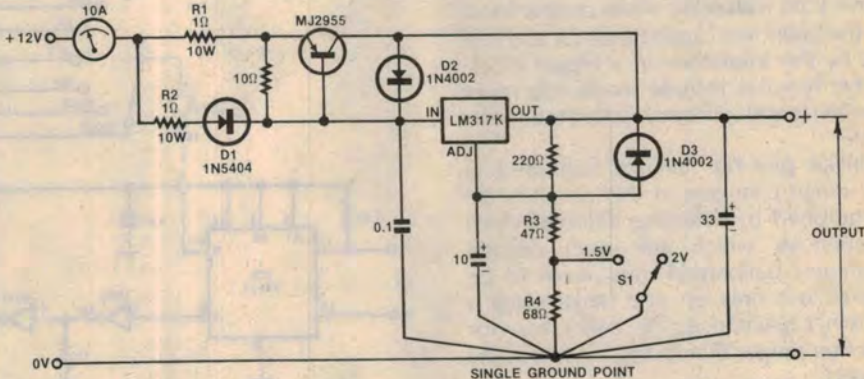 10A
+12V
R1
1Ω
10W
MJ2955
10Ω
R2
1Ω
10W
D1
1N5404
D2
1N4002
IN
LM317K
OUT
ADJ
220Ω
D3
1N4002
+
R3
47Ω
0.1
10
+
−
1.5V
2V
S1
R4
68Ω
33
+
−
OUTPUT
0V
−
SINGLE GROUND POINT